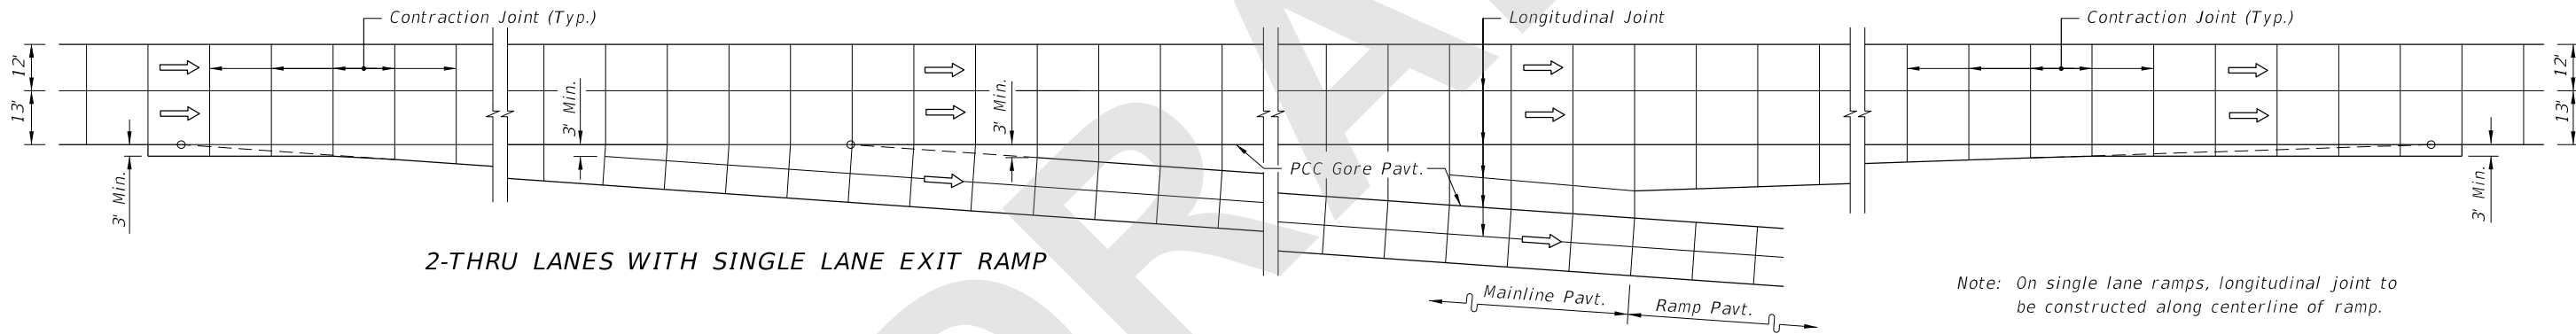 Contraction Joint (Typ.)
Longitudinal Joint
Contraction Joint (Typ.)
12'
13'
3' Min.
3' Min.
3' Min.
PCC Gore Pavt.
12'
13'
3' Min.
2-THRU LANES WITH SINGLE LANE EXIT RAMP
Mainline Pavt.
Ramp Pavt.
Note: On single lane ramps, longitudinal joint to
be constructed along centerline of ramp.